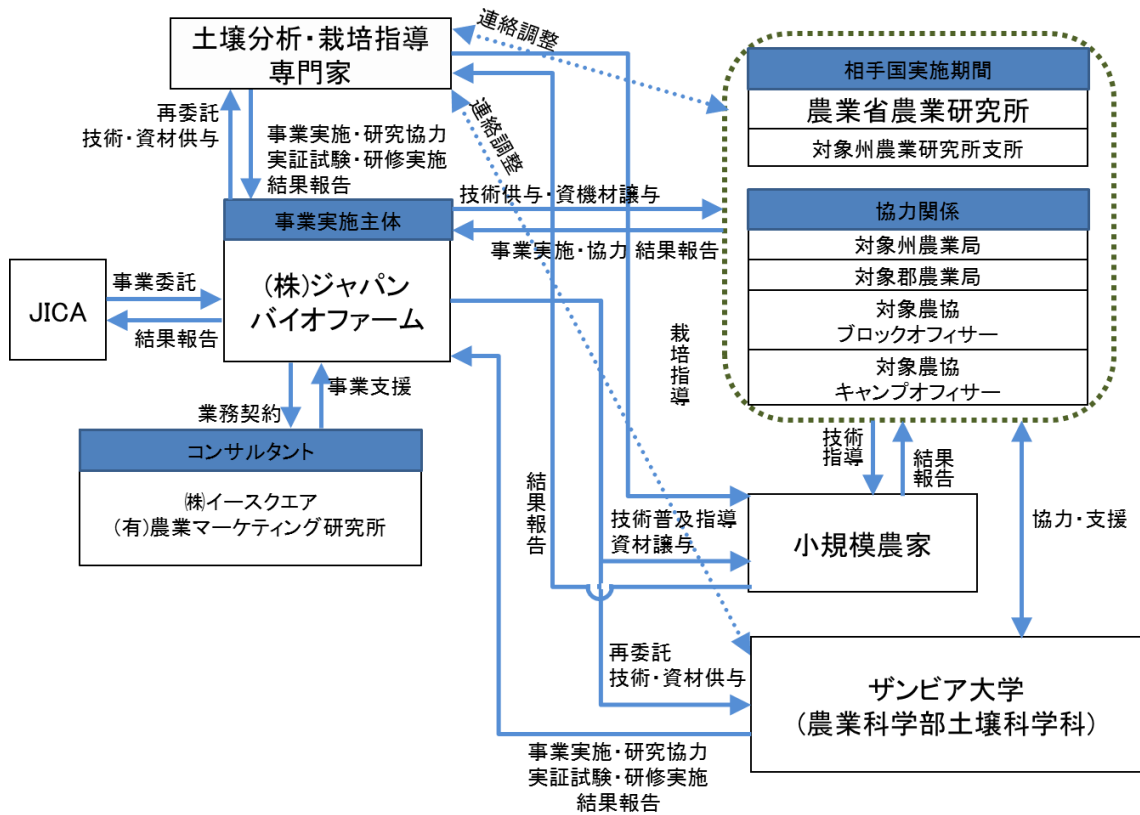 土壌分析・栽培指導
専門家
連絡調整
連絡調整
相手国実施期間
農業省農業研究所
対象州農業研究所支所
再委託
技術・資材供与
事業実施・研究協力
実証試験・研修実施
結果報告
技術供与・資機材譲与
事業実施・協力 結果報告
事業実施主体
(株)ジャパン
バイオファーム
協力関係
対象州農業局
対象郡農業局
対象農協
ブロックオフィサー
対象農協
キャンプオフィサー
JICA
事業委託
結果報告
栽培指導
事業支援
業務契約
コンサルタント
㈱イースクエア
(有)農業マーケティング研究所
技術
指導
結果
報告
結果報告
技術普及指導
資材譲与
小規模農家
協力・支援
再委託
技術・資材供与
ザンビア大学
(農業科学部土壌科学科)
事業実施・研究協力
実証試験・研修実施
結果報告